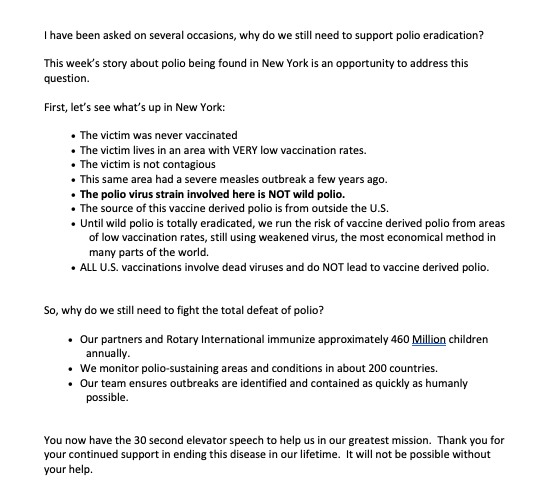 I have been asked on several occasions, why do we still need to support polio eradication?
This week's story about polio being found in New York is an opportunity to address this
question.
First, let's see what's up in New York:
• The victim was never vaccinated
• The victim lives in an area with VERY low vaccination rates.
• The victim is not contagious
• This same area had a severe measles outbreak a few years ago.
• The polio virus strain involved here is NOT wild polio.
• The source of this vaccine derived polio is from outside the U.S.
• Until wild polio is totally eradicated, we run the risk of vaccine derived polio from areas
of low vaccination rates, still using weakened virus, the most economical method in
many parts of the world.
• ALL U.S. vaccinations involve dead viruses and do NOT lead to vaccine derived polio.
So, why do we still need to fight the total defeat of polio?
• Our partners and Rotary International immunize approximately 460 Million children
annually.
• We monitor polio-sustaining areas and conditions in about 200 countries.
• Our team ensures outbreaks are identified and contained as quickly as humanly
possible.
You now have the 30 second elevator speech to help us in our greatest mission.  Thank you for
your continued support in ending this disease in our lifetime.  It will not be possible without
your help.